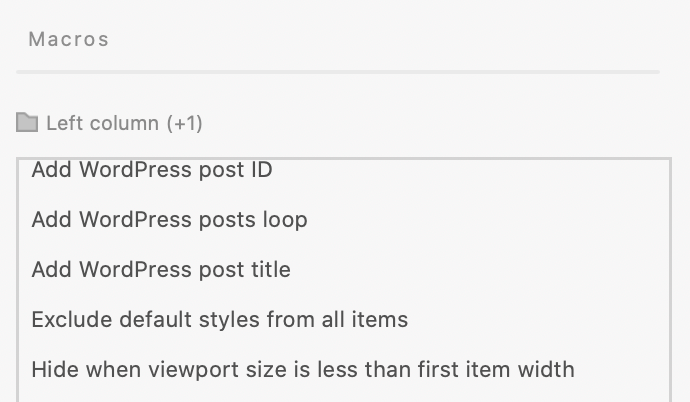 Macros
Left column (+1)
Add WordPress post ID
Add WordPress posts loop
Add WordPress post title
Exclude default styles from all items
Hide when viewport size is less than first item width